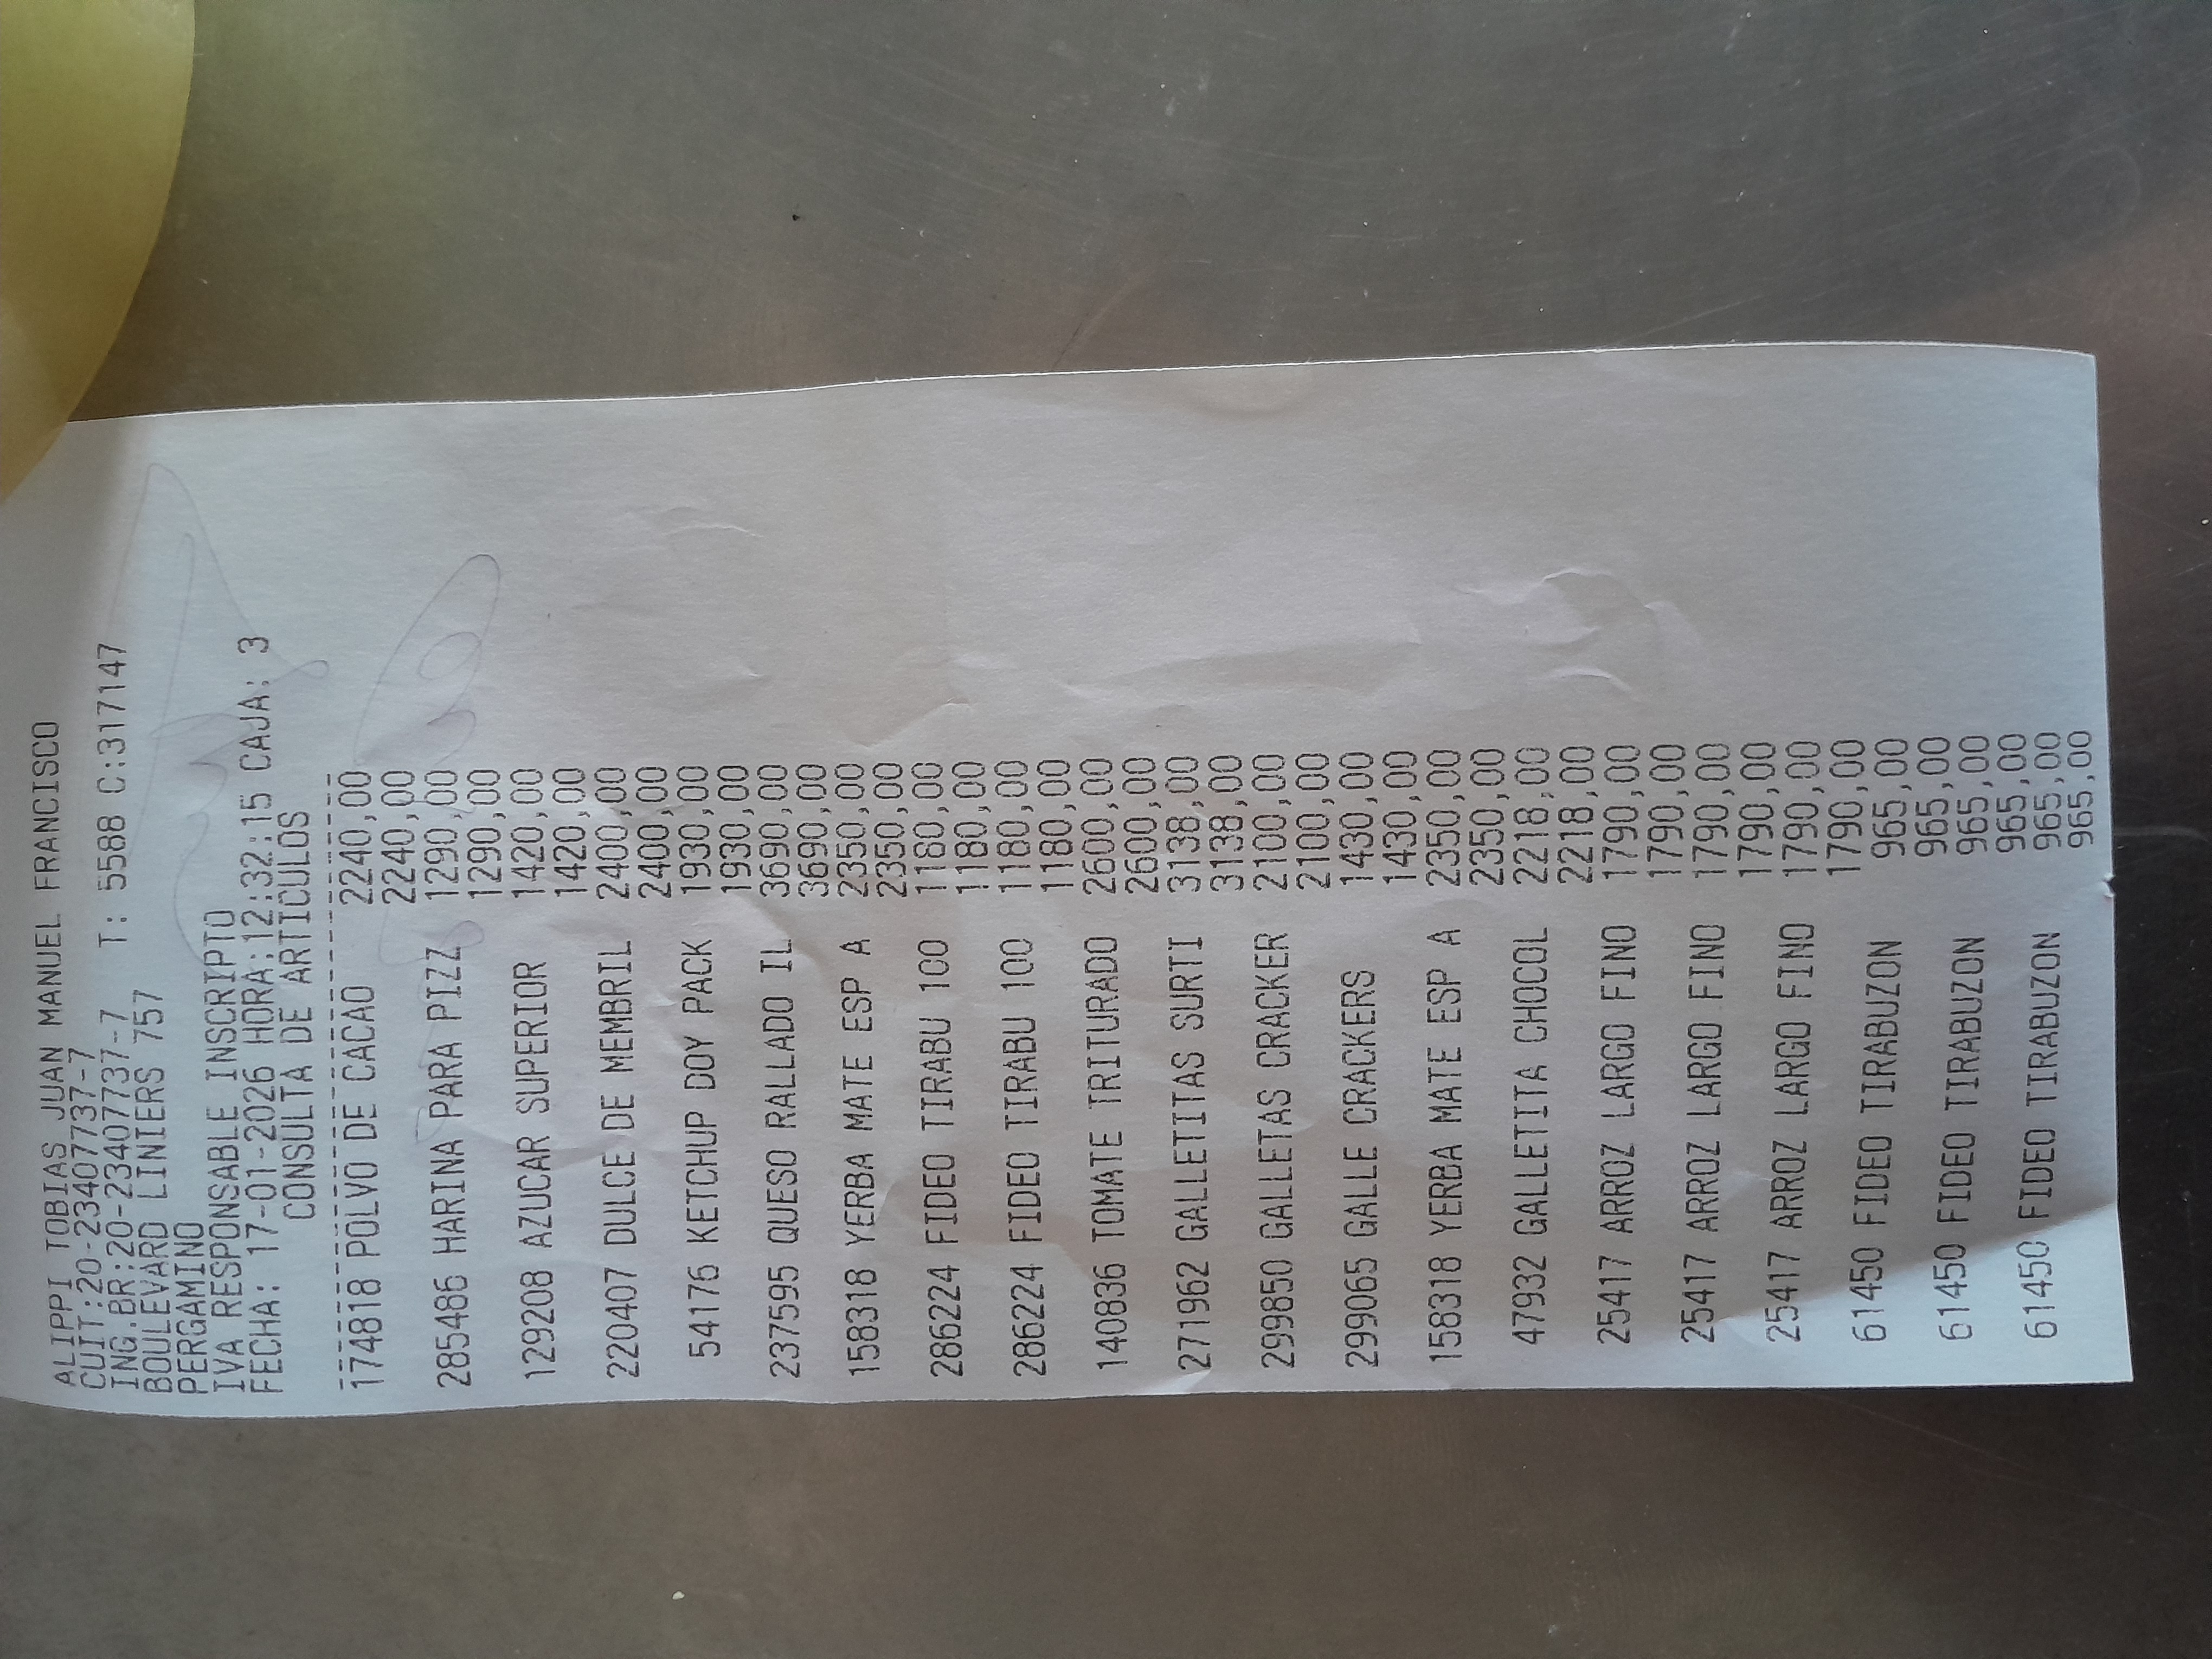 ALIPPI TOBIAS JUAN MANUEL FRANCISCO
CUIT:20-23407737-7
ING.BR:20-23407737-7 T: 5588 C:317147
BOULEVARD LINIERS 757
PERGAMINO
IVA RESPONSABLE INSCRIPTO
FECHA: 17-01-2026 HORA:12:32:15 CAJA: 3
CONSULTA DE ARTICULOS
174818 POLVO DE CACAO 2240,00
2240,00
285486 HARINA PARA PIZZ 1290,00
1290,00
129208 AZUCAR SUPERIOR 1420,00
1420,00
220407 DULCE DE MEMBRIL 2400,00
2400,00
54176 KETCHUP DOY PACK 1930,00
1930,00
237595 QUESO RALLADO IL 3690,00
3690,00
158318 YERBA MATE ESP A 2350,00
2350,00
286224 FIDEO TIRABU 100 1180,00
1180,00
286224 FIDEO TIRABU 100 1180,00
1180,00
140836 TOMATE TRITURADO 2600,00
2600,00
271962 GALLETITAS SURTI 3138,00
3138,00
299850 GALLETAS CRACKER 2100,00
2100,00
299065 GALLE CRACKERS 1430,00
1430,00
158318 YERBA MATE ESP A 2350,00
2350,00
47932 GALLETITA CHOCOL 2218,00
2218,00
25417 ARROZ LARGO FINO 1790,00
1790,00
25417 ARROZ LARGO FINO 1790,00
1790,00
25417 ARROZ LARGO FINO 1790,00
1790,00
61450 FIDEO TIRABUZON 965,00
965,00
61450 FIDEO TIRABUZON 965,00
965,00
61450 FIDEO TIRABUZON 965,00
965,00